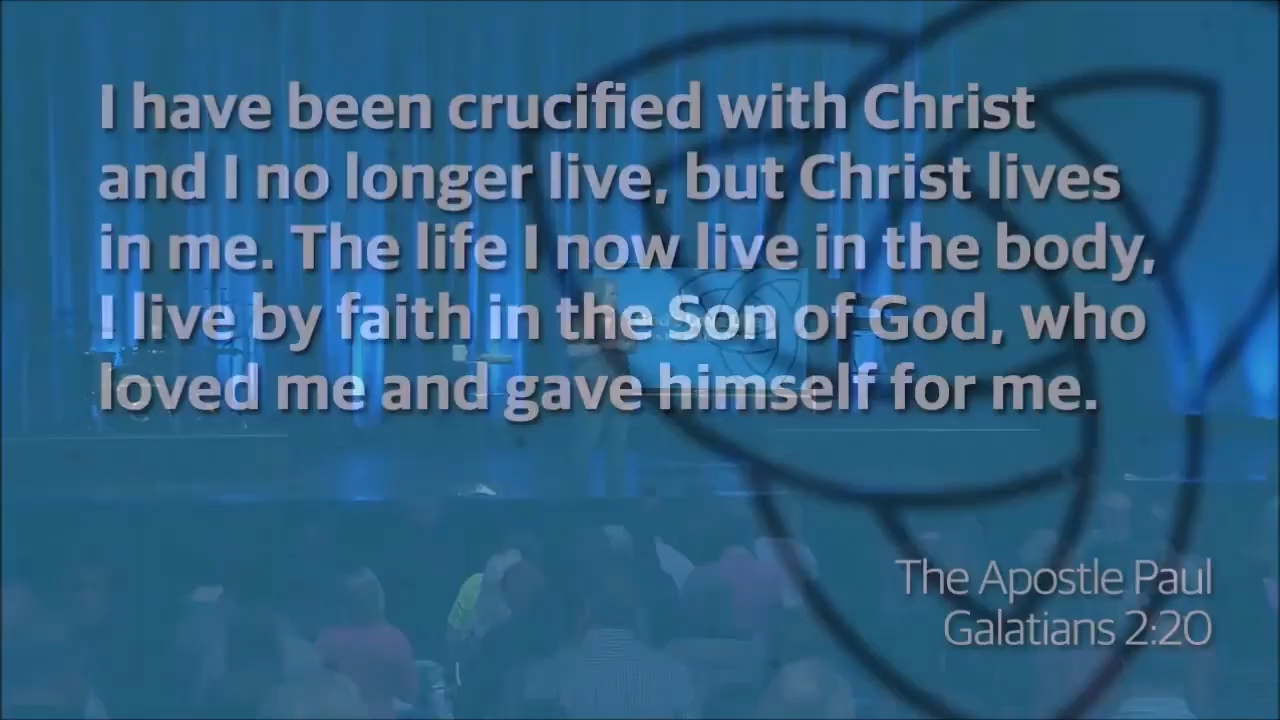 I have been crucified with Christ
and I no longer live, but Christ lives
in me. The life I now live in the body,
I live by faith in the Son of God, who
loved me and gave himself for me.
The Apostle Paul
Galatians 2:20